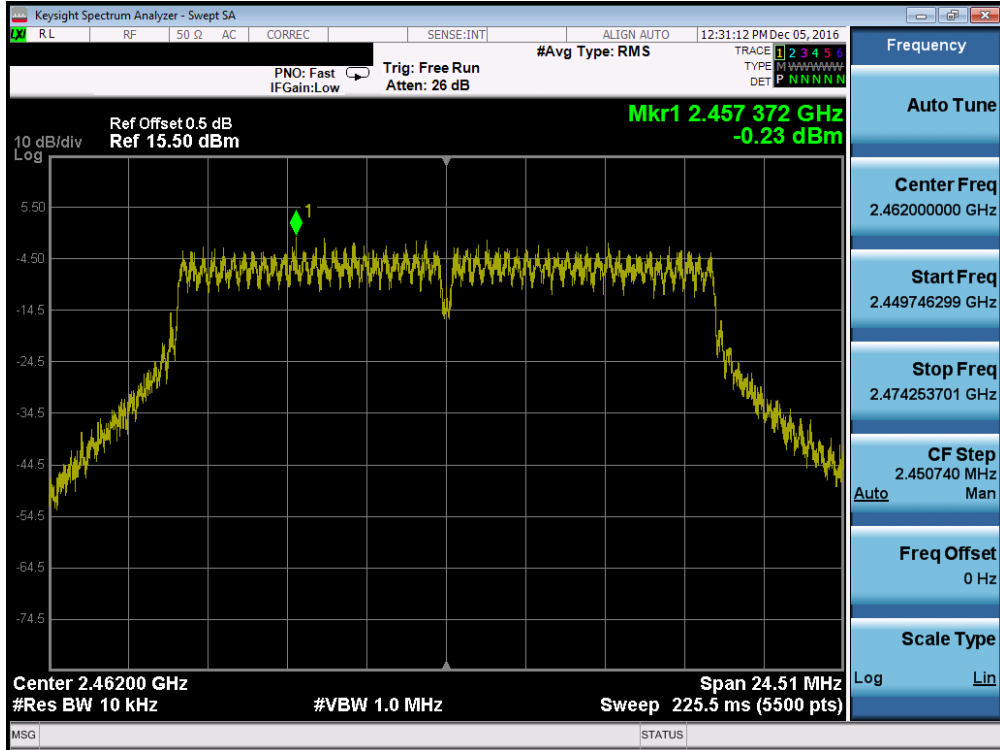 Keysight Spectrum Analyzer - Swept SA
LXI RL RF 50 Ω AC CORREC SENSE:INT ALIGN AUTO 12:31:12 PM Dec 05, 2016
#Avg Type: RMS TRACE 1 2 3 4 5 6
PNO: Fast Trig: Free Run TYPE M WWWWW
IFGain:Low Atten: 26 dB DET P N N N N N
Mkr1 2.457 372 GHz
-0.23 dBm
Ref Offset 0.5 dB
10 dB/div Ref 15.50 dBm
Log
1
5.50
-4.50
-14.5
-24.5
-34.5
-44.5
-54.5
-64.5
-74.5
Center 2.46200 GHz Span 24.51 MHz
#Res BW 10 kHz #VBW 1.0 MHz Sweep 225.5 ms (5500 pts)
MSG STATUS
Frequency
Auto Tune
Center Freq
2.462000000 GHz
Start Freq
2.449746299 GHz
Stop Freq
2.474253701 GHz
CF Step
2.450740 MHz
Auto Man
Freq Offset
0 Hz
Scale Type
Log Lin